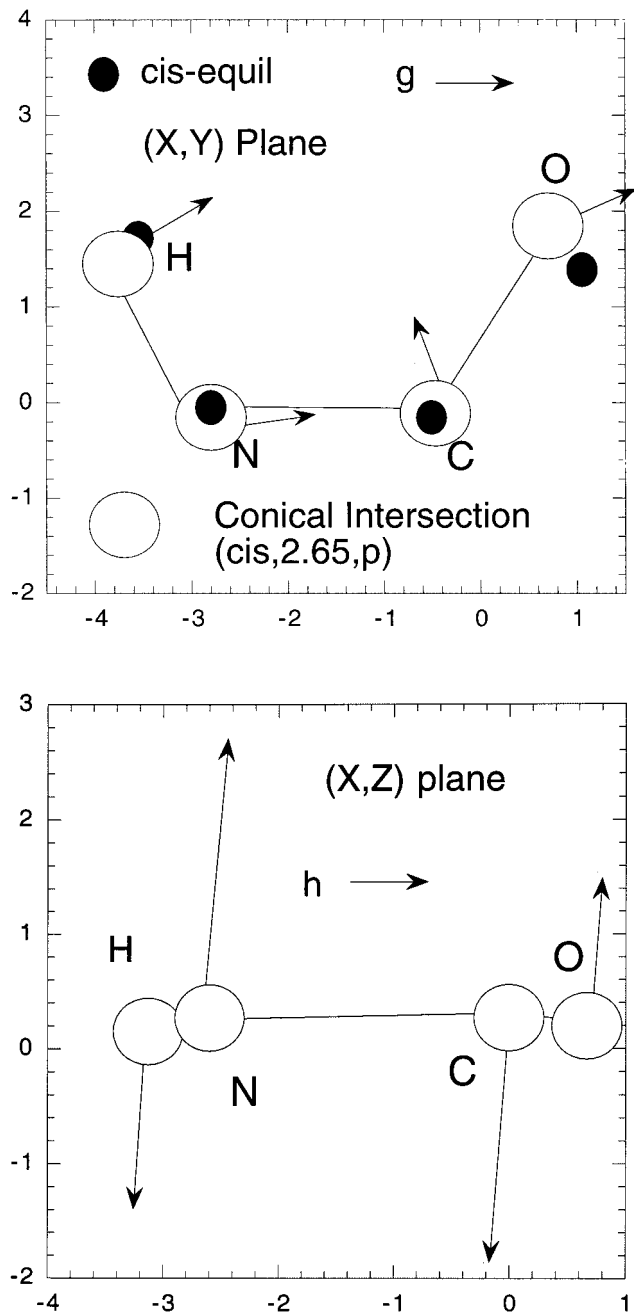 cis-equil
g
(X,Y) Plane
O
H
N
C
Conical Intersection
(cis,2.65,p)
4
3
2
1
0
-1
-2
-4
-3
-2
-1
0
1
(X,Z) plane
h
H
O
N
C
3
2
1
0
-1
-2
-4
-3
-2
-1
0
1